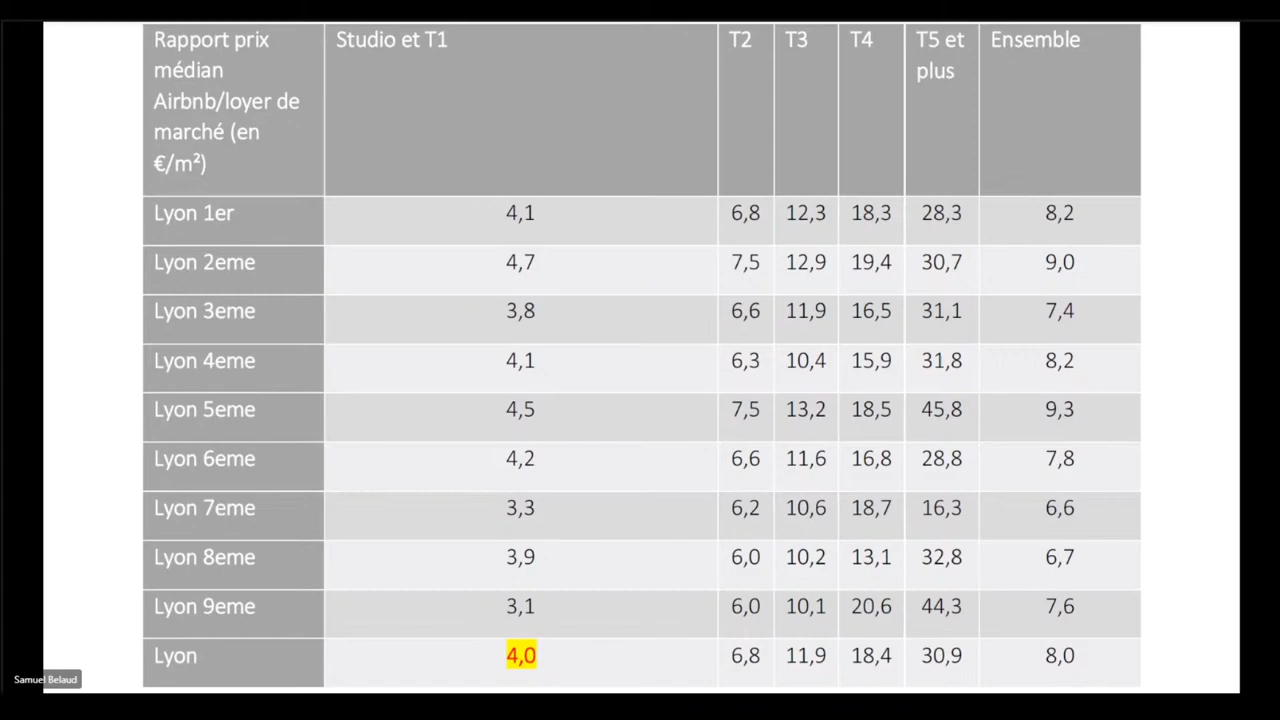 Rapport prix médian Airbnb/loyer de marché (en €/m²) Studio et T1 T2 T3 T4 T5 et plus Ensemble
Lyon 1er 4,1 6,8 12,3 18,3 28,3 8,2
Lyon 2eme 4,7 7,5 12,9 19,4 30,7 9,0
Lyon 3eme 3,8 6,6 11,9 16,5 31,1 7,4
Lyon 4eme 4,1 6,3 10,4 15,9 31,8 8,2
Lyon 5eme 4,5 7,5 13,2 18,5 45,8 9,3
Lyon 6eme 4,2 6,6 11,6 16,8 28,8 7,8
Lyon 7eme 3,3 6,2 10,6 18,7 16,3 6,6
Lyon 8eme 3,9 6,0 10,2 13,1 32,8 6,7
Lyon 9eme 3,1 6,0 10,1 20,6 44,3 7,6
Lyon 4,0 6,8 11,9 18,4 30,9 8,0
Samuel Belaud